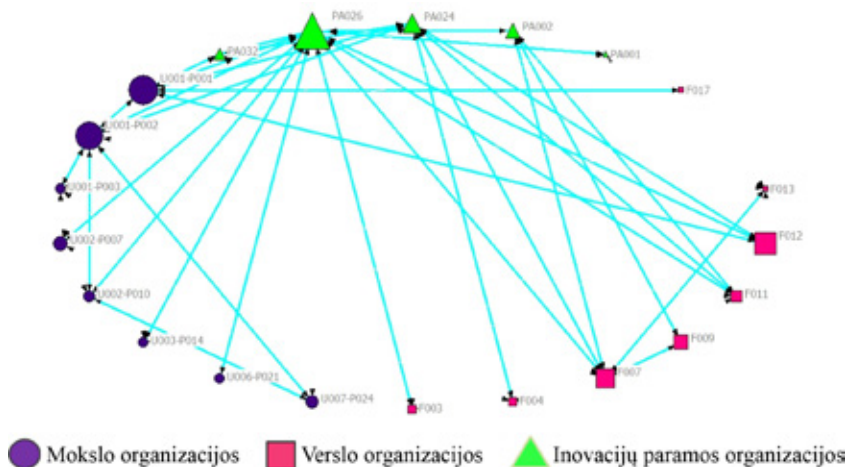 PA026
PA024
PA002
PA032
PA001
U001-P001
F017
U001-P002
U001-P003
F013
U002-P007
F012
U002-P010
F011
U003-P014
F009
U006-P021
F007
U007-P024
F003
F004
Mokslo organizacijos
Verslo organizacijos
Inovacijų paramos organizacijos